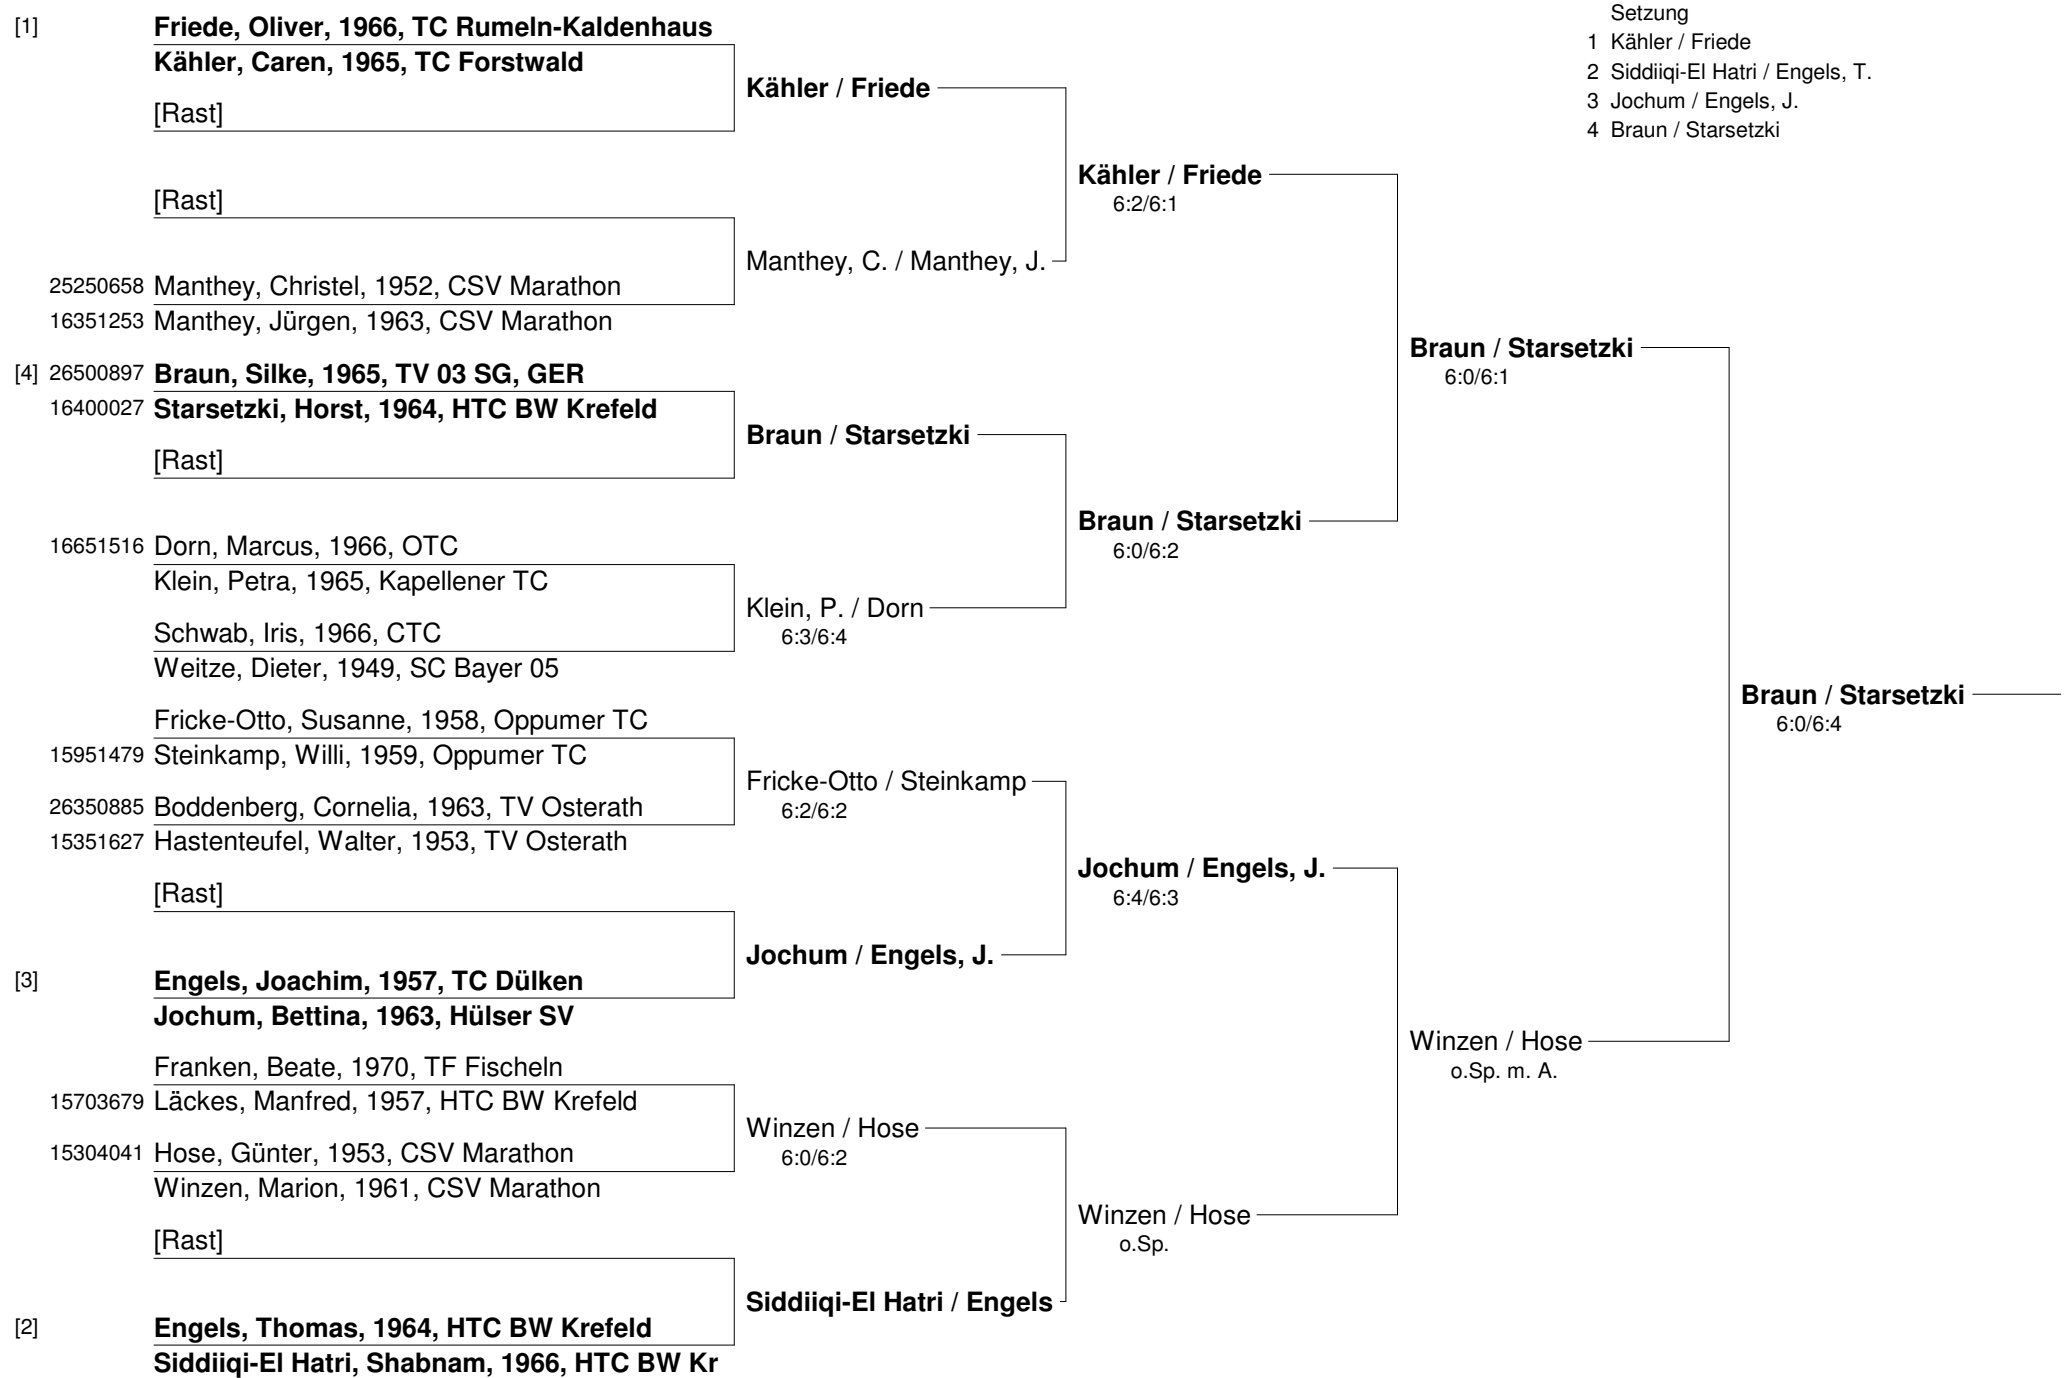 Setzung
1 Kähler / Friede
2 Siddiiqi-El Hatri / Engels, T.
3 Jochum / Engels, J.
4 Braun / Starsetzki
[1] Friede, Oliver, 1966, TC Rumeln-Kaldenhaus
Kähler, Caren, 1965, TC Forstwald
Kähler / Friede
[Rast]
Kähler / Friede
6:2/6:1
[Rast]
Manthey, C. / Manthey, J.
25250658 Manthey, Christel, 1952, CSV Marathon
16351253 Manthey, Jürgen, 1963, CSV Marathon
Braun / Starsetzki
6:0/6:1
[4] 26500897 Braun, Silke, 1965, TV 03 SG, GER
16400027 Starsetzki, Horst, 1964, HTC BW Krefeld
Braun / Starsetzki
[Rast]
Braun / Starsetzki
6:0/6:2
16651516 Dorn, Marcus, 1966, OTC
Klein, Petra, 1965, Kapellener TC
Klein, P. / Dorn
6:3/6:4
Schwab, Iris, 1966, CTC
Weitze, Dieter, 1949, SC Bayer 05
Braun / Starsetzki
6:0/6:4
Fricke-Otto, Susanne, 1958, Oppumer TC
15951479 Steinkamp, Willi, 1959, Oppumer TC
Fricke-Otto / Steinkamp
6:2/6:2
26350885 Boddenberg, Cornelia, 1963, TV Osterath
15351627 Hastenteufel, Walter, 1953, TV Osterath
Jochum / Engels, J.
6:4/6:3
[Rast]
Jochum / Engels, J.
[3] Engels, Joachim, 1957, TC Dülken
Jochum, Bettina, 1963, Hülser SV
Winzen / Hose
o.Sp. m. A.
Franken, Beate, 1970, TF Fischeln
15703679 Läckes, Manfred, 1957, HTC BW Krefeld
Winzen / Hose
6:0/6:2
15304041 Hose, Günter, 1953, CSV Marathon
Winzen, Marion, 1961, CSV Marathon
Winzen / Hose
o.Sp.
[Rast]
Siddiiqi-El Hatri / Engels
[2] Engels, Thomas, 1964, HTC BW Krefeld
Siddiiqi-El Hatri, Shabnam, 1966, HTC BW Kr